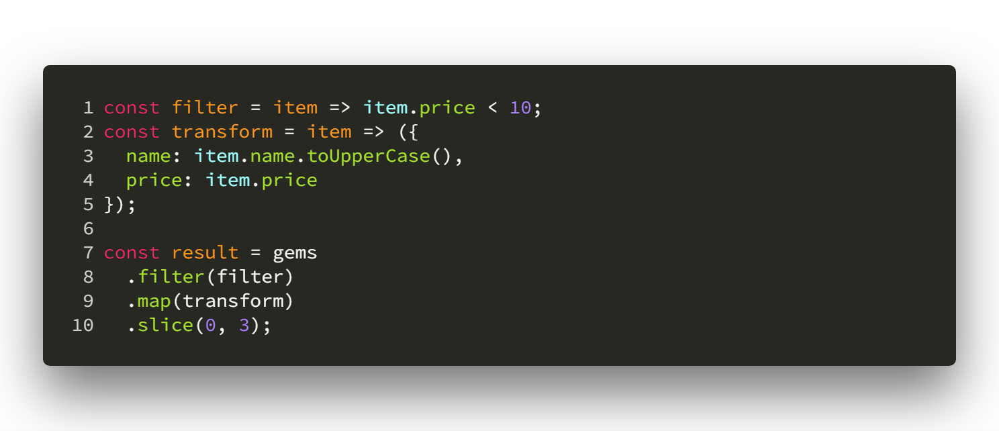 1 const filter = item => item.price < 10;
2 const transform = item => ({
3   name: item.name.toUpperCase(),
4   price: item.price
5 });
6
7 const result = gems
8   .filter(filter)
9   .map(transform)
10   .slice(0, 3);